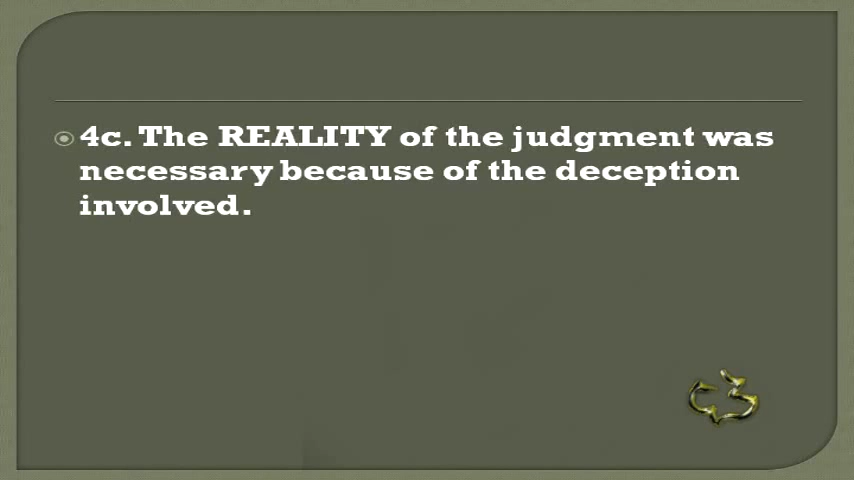 4c. The REALITY of the judgment was
necessary because of the deception
involved.